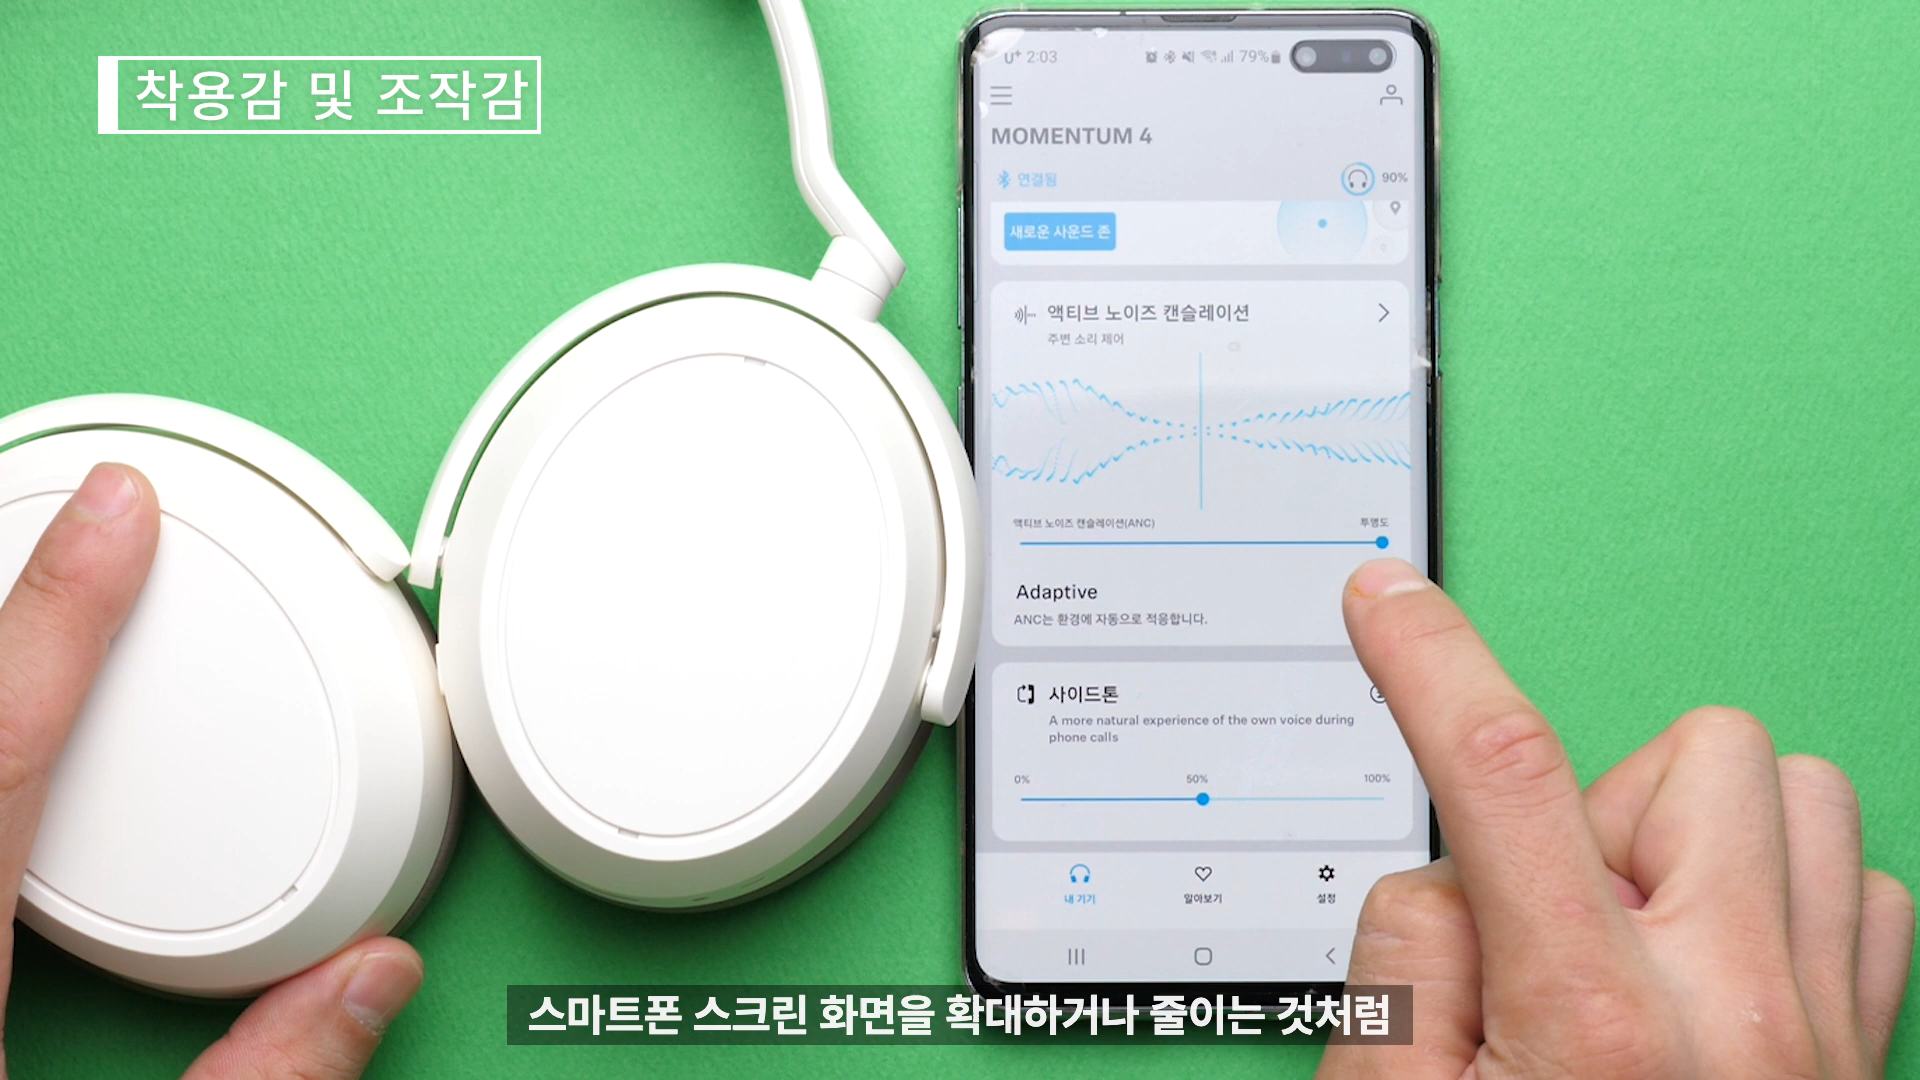 착용감 및 조작감
U⁺ 2:03
79%
MOMENTUM 4
연결됨
90%
새로운 사운드 존
액티브 노이즈 캔슬레이션
주변 소리 제어
액티브 노이즈 캔슬레이션(ANC)
투명도
Adaptive
ANC는 환경에 자동으로 적응합니다.
사이드톤
A more natural experience of the own voice during
phone calls
0%
50%
100%
내 기기
알아보기
설정
스마트폰 스크린 화면을 확대하거나 줄이는 것처럼